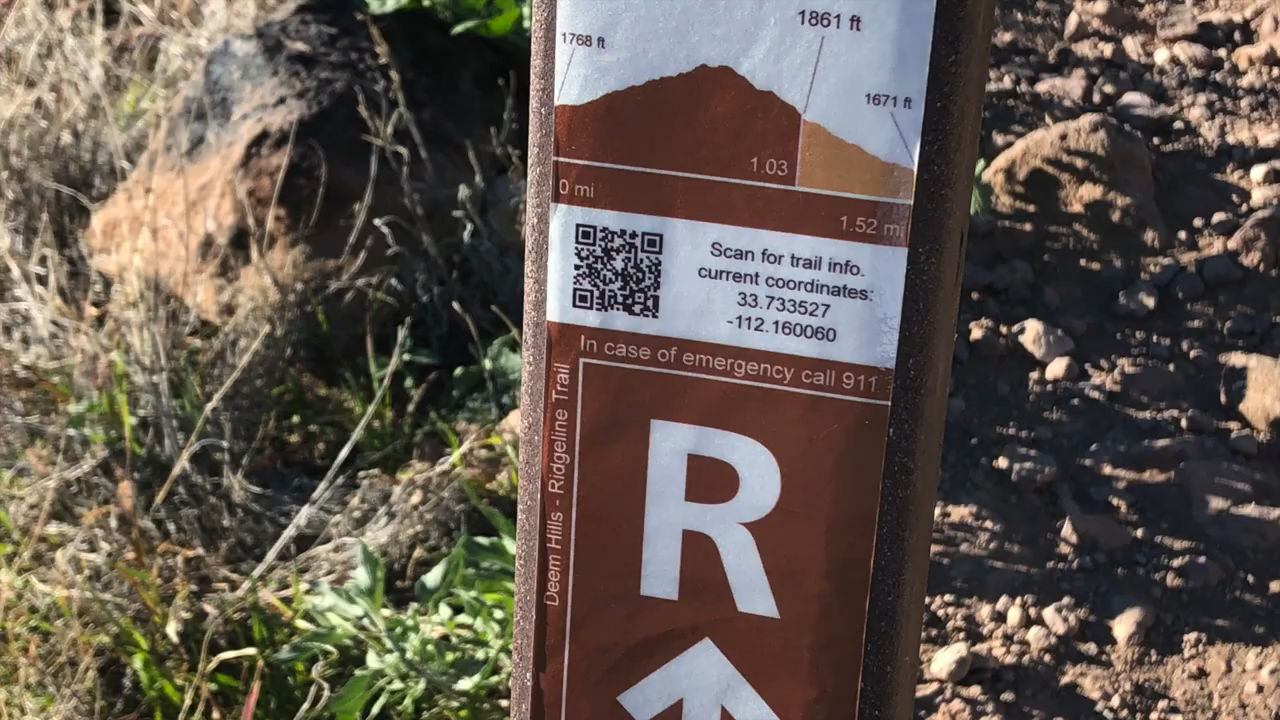 1861 ft
1768 ft
1671 ft
1.03
0 mi
1.52 mi
Scan for trail info.
current coordinates:
33.733527
-112.160060
In case of emergency call 911
Deem Hills - Ridgeline Trail
R